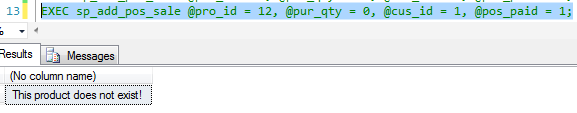 13 EXEC sp_add_pos_sale @pro_id = 12, @pur_qty = 0, @cus_id = 1, @pos_paid = 1;
%
Results Messages
(No column name)
This product does not exist!